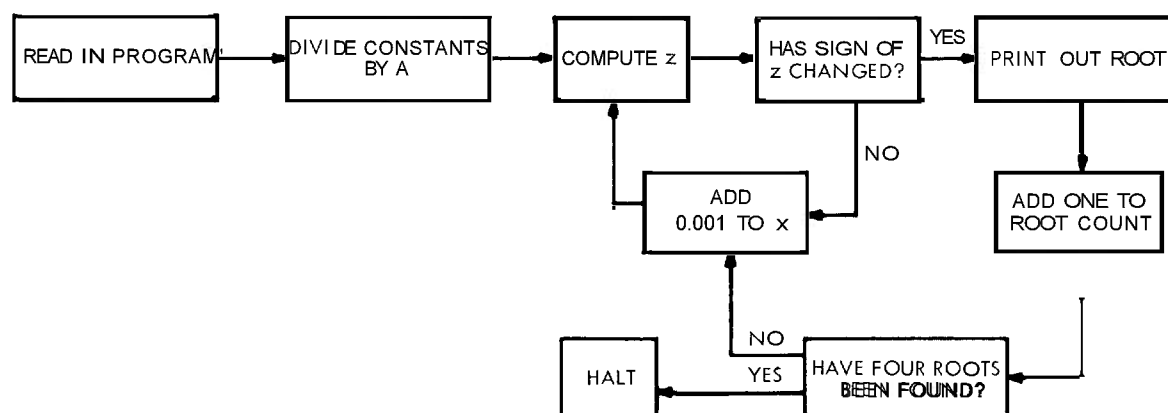 READ IN PROGRAM
DIVIDE CONSTANTS
BY A
COMPUTE z
HAS SIGN OF
z CHANGED?
YES
PRINT OUT ROOT
NO
ADD
0.001 TO x
ADD ONE TO
ROOT COUNT
NO
YES
HALT
HAVE FOUR ROOTS
BEEN FOUND?